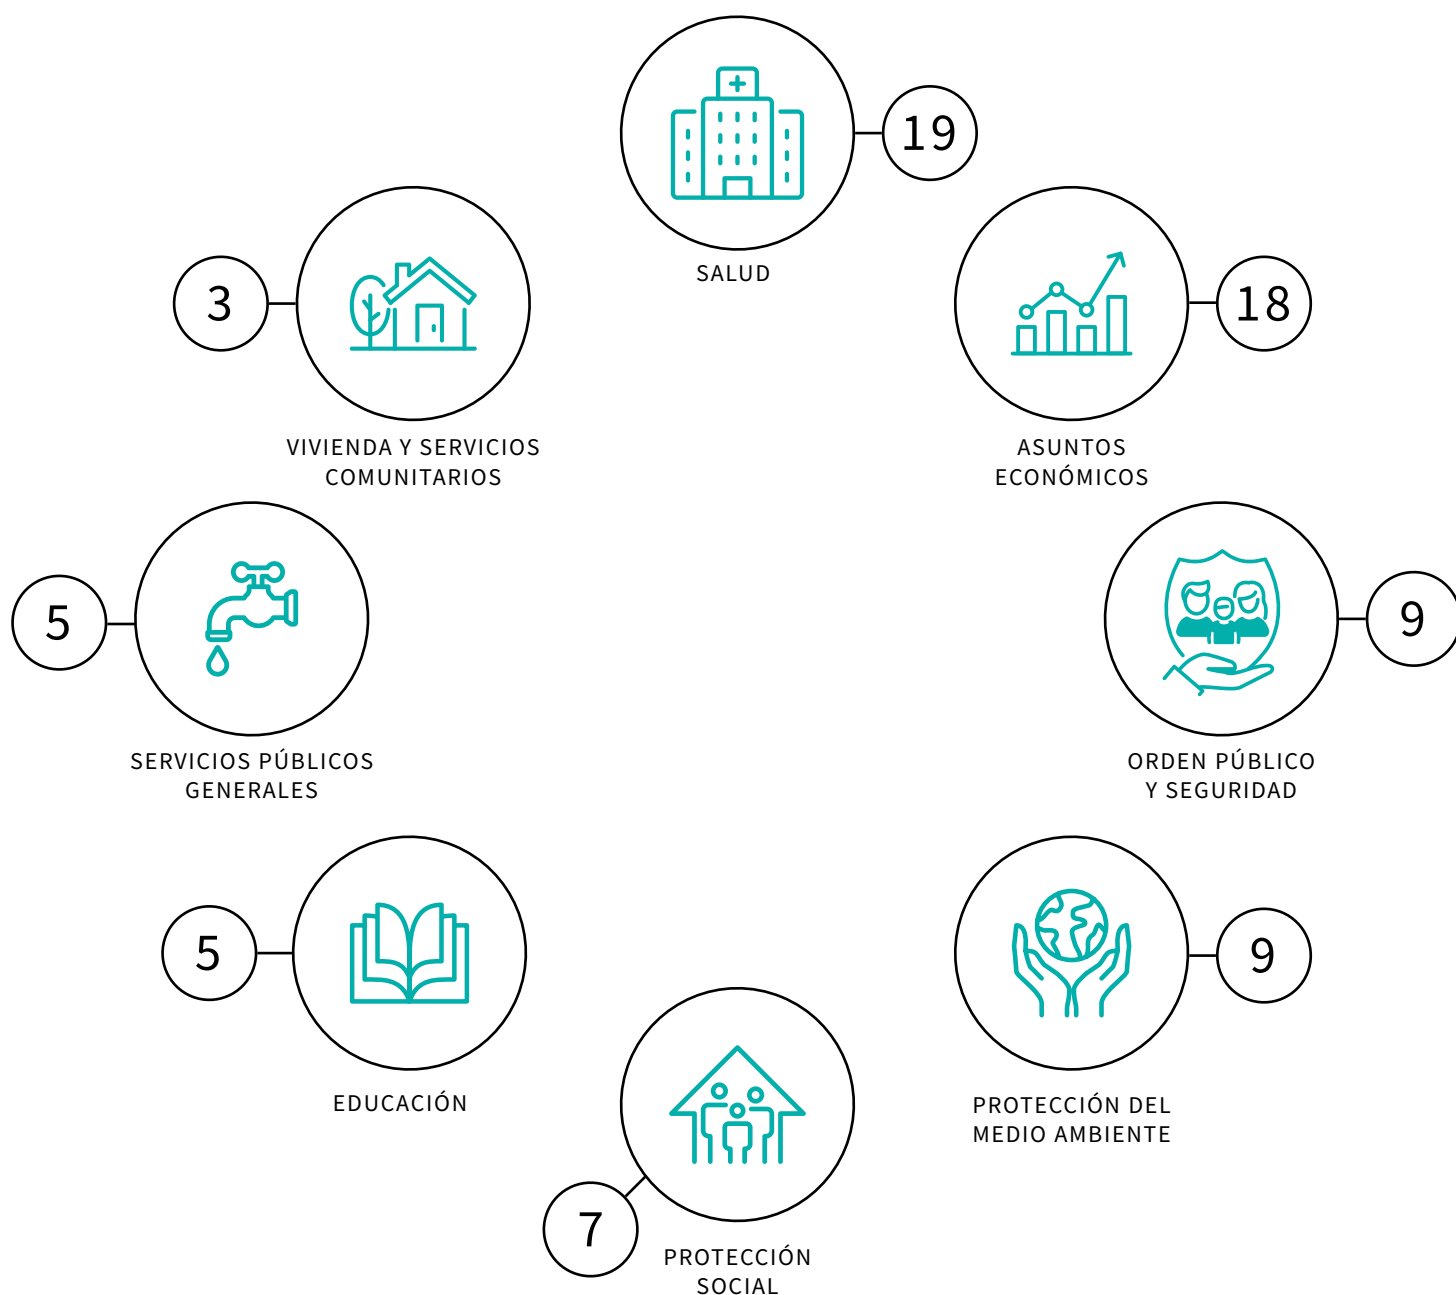 19
SALUD
18
ASUNTOS
ECONÓMICOS
9
ORDEN PÚBLICO
Y SEGURIDAD
9
PROTECCIÓN DEL
MEDIO AMBIENTE
7
PROTECCIÓN
SOCIAL
5
EDUCACIÓN
5
SERVICIOS PÚBLICOS
GENERALES
3
VIVIENDA Y SERVICIOS
COMUNITARIOS